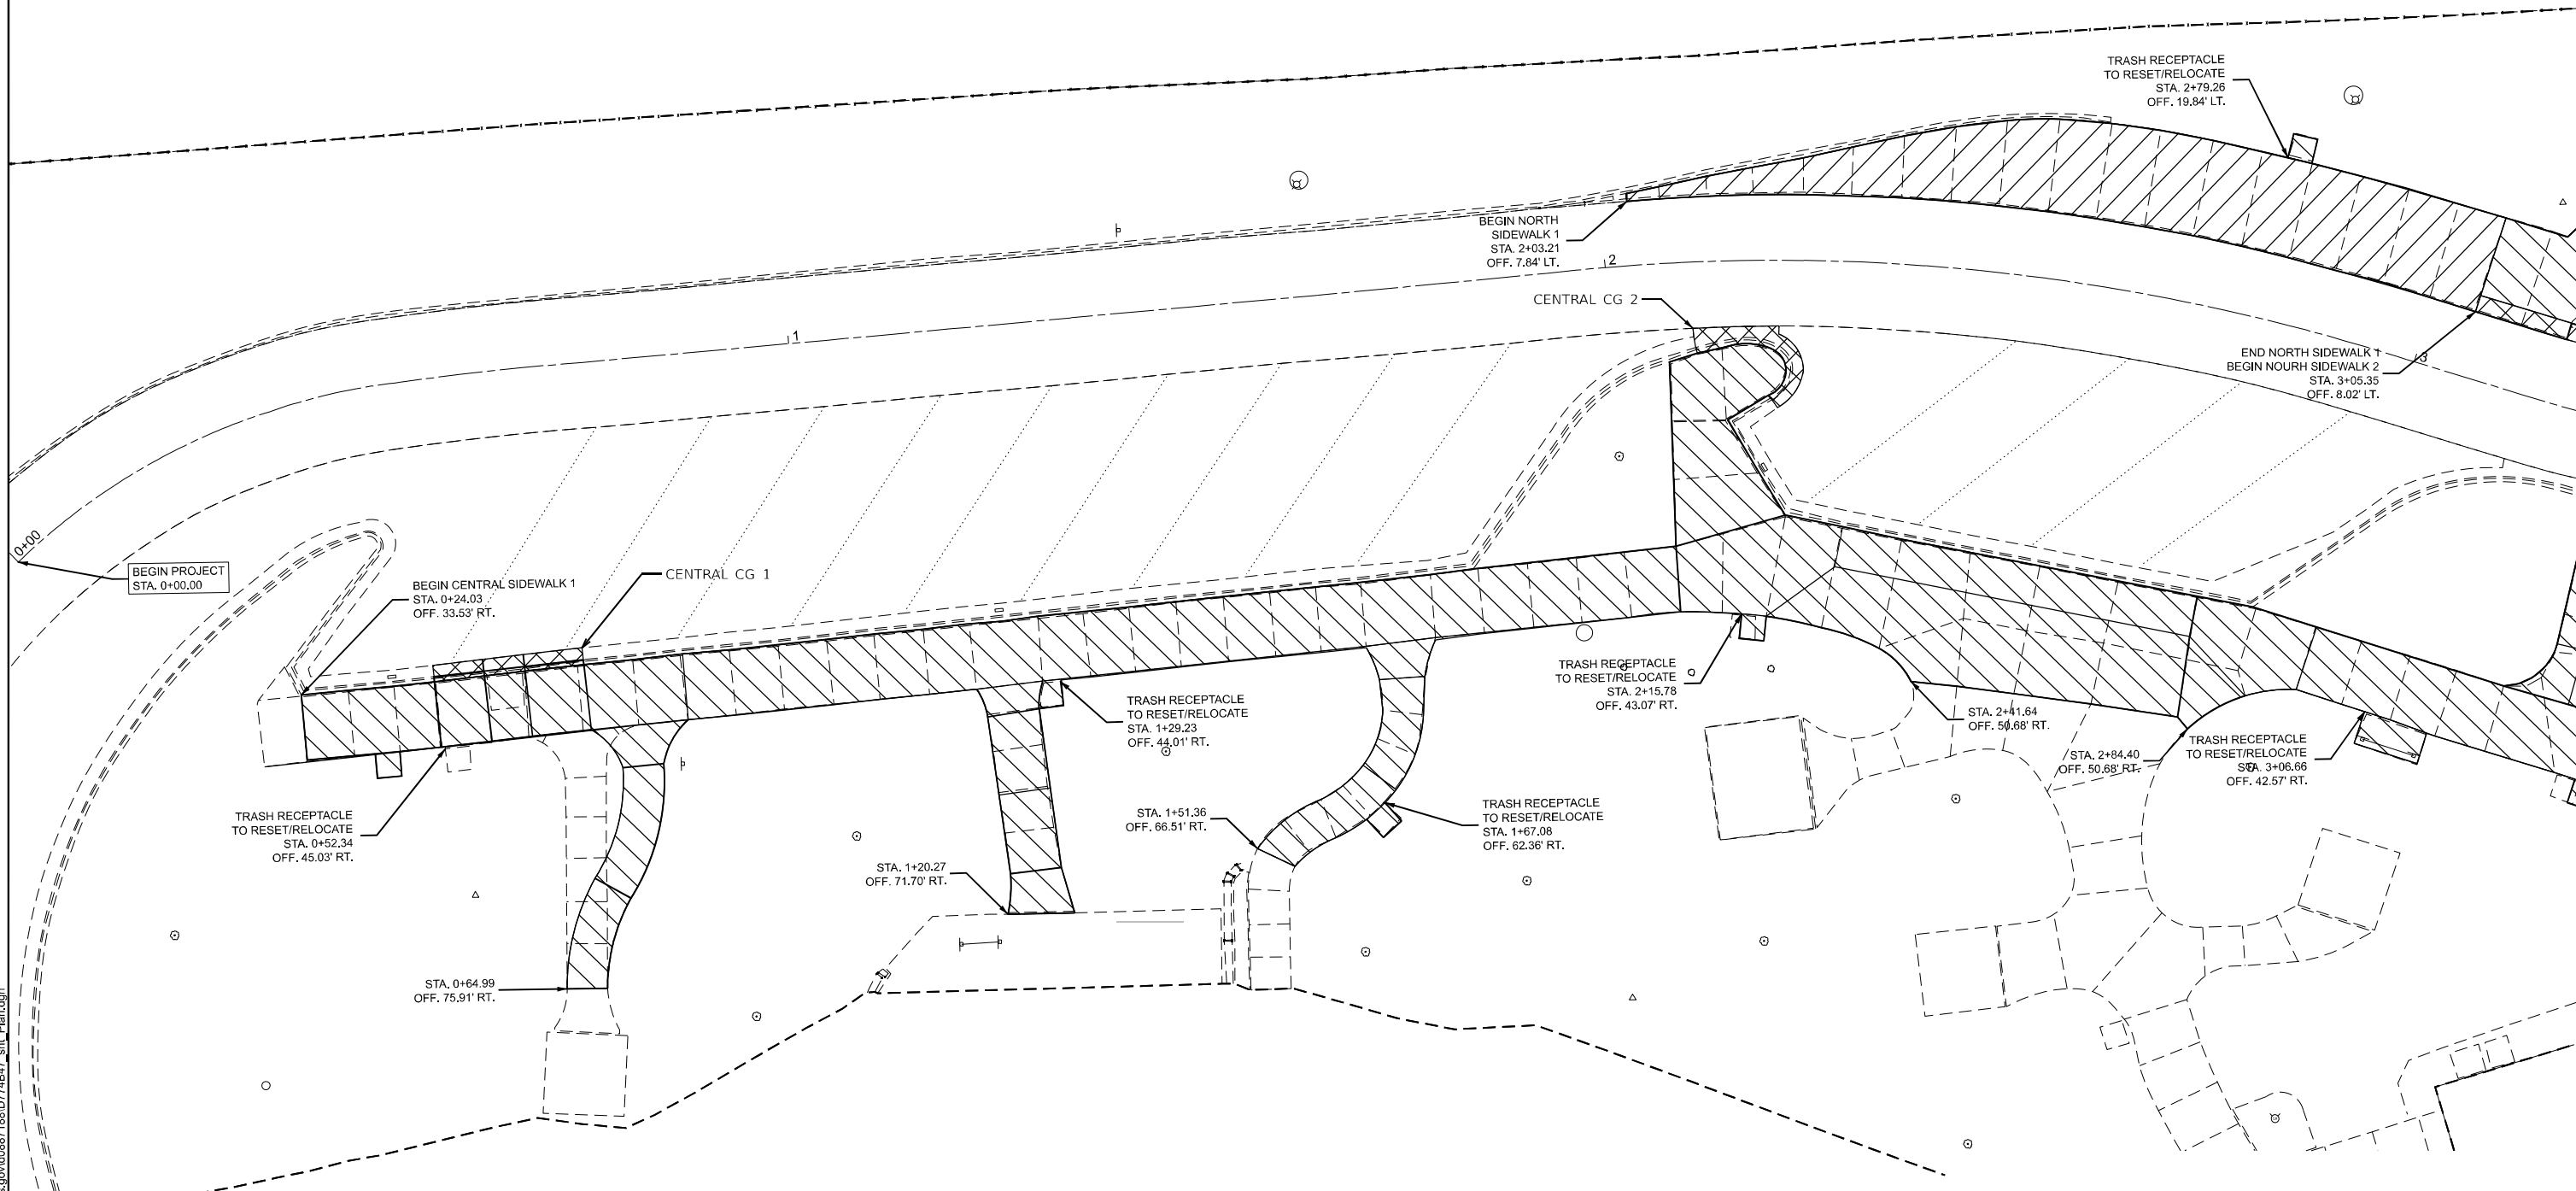 TRASH RECEPTACLE
TO RESET/RELOCATE
STA. 2+79.26
OFF. 19.84' LT.
BEGIN NORTH
SIDEWALK 1
STA. 2+03.21
OFF. 7.84' LT.
2
CENTRAL CG 2
1
END NORTH SIDEWALK 1
BEGIN NOURH SIDEWALK 2
STA. 3+05.35
OFF. 8.02' LT.
3
0+00
BEGIN PROJECT
STA. 0+00.00
BEGIN CENTRAL SIDEWALK 1
STA. 0+24.03
OFF. 33.53' RT.
CENTRAL CG 1
TRASH RECEPTACLE
TO RESET/RELOCATE
STA. 2+15.78
OFF. 43.07' RT.
TRASH RECEPTACLE
TO RESET/RELOCATE
STA. 1+29.23
OFF. 44.01' RT.
STA. 2+41.64
OFF. 50.68' RT.
STA. 2+84.40
OFF. 50.68' RT.
TRASH RECEPTACLE
TO RESET/RELOCATE
STA. 3+06.66
OFF. 42.57' RT.
TRASH RECEPTACLE
TO RESET/RELOCATE
STA. 0+52.34
OFF. 45.03' RT.
STA. 1+51.36
OFF. 66.51' RT.
TRASH RECEPTACLE
TO RESET/RELOCATE
STA. 1+67.08
OFF. 62.36' RT.
STA. 1+20.27
OFF. 71.70' RT.
STA. 0+64.99
OFF. 75.91' RT.